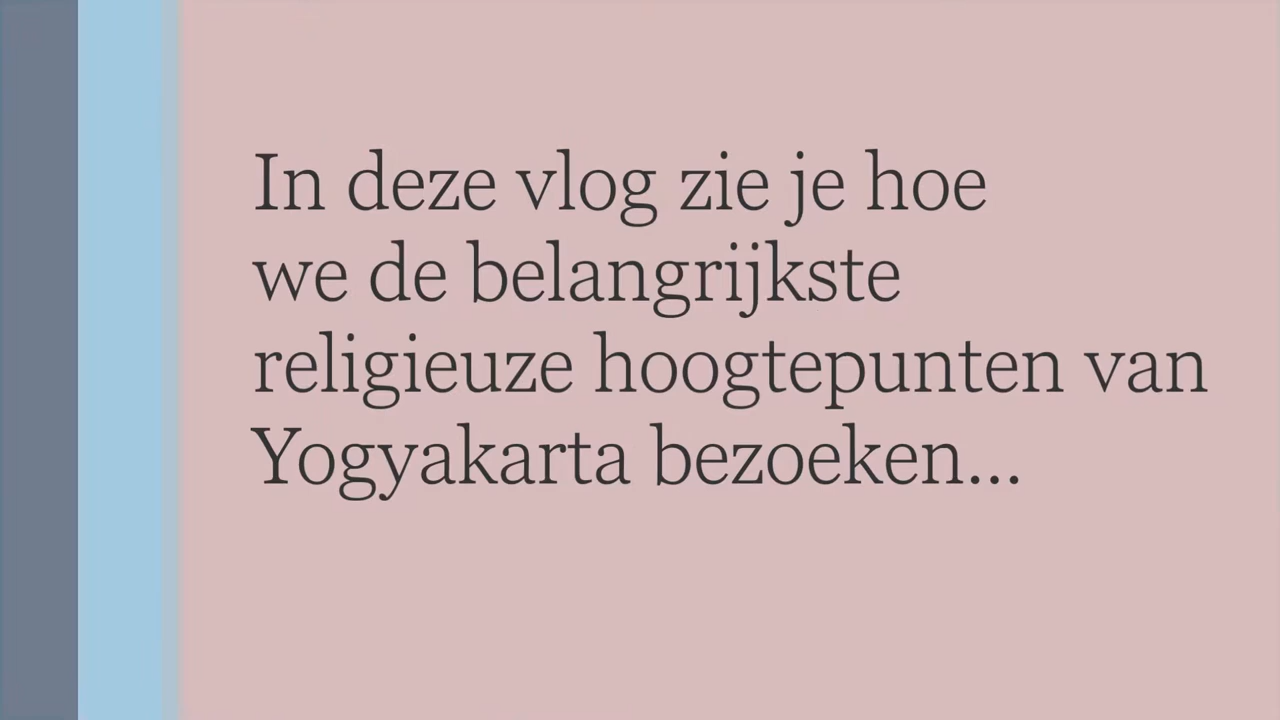 In deze vlog zie je hoe
we de belangrijkste
religieuze hoogtepunten van
Yogyakarta bezoeken...